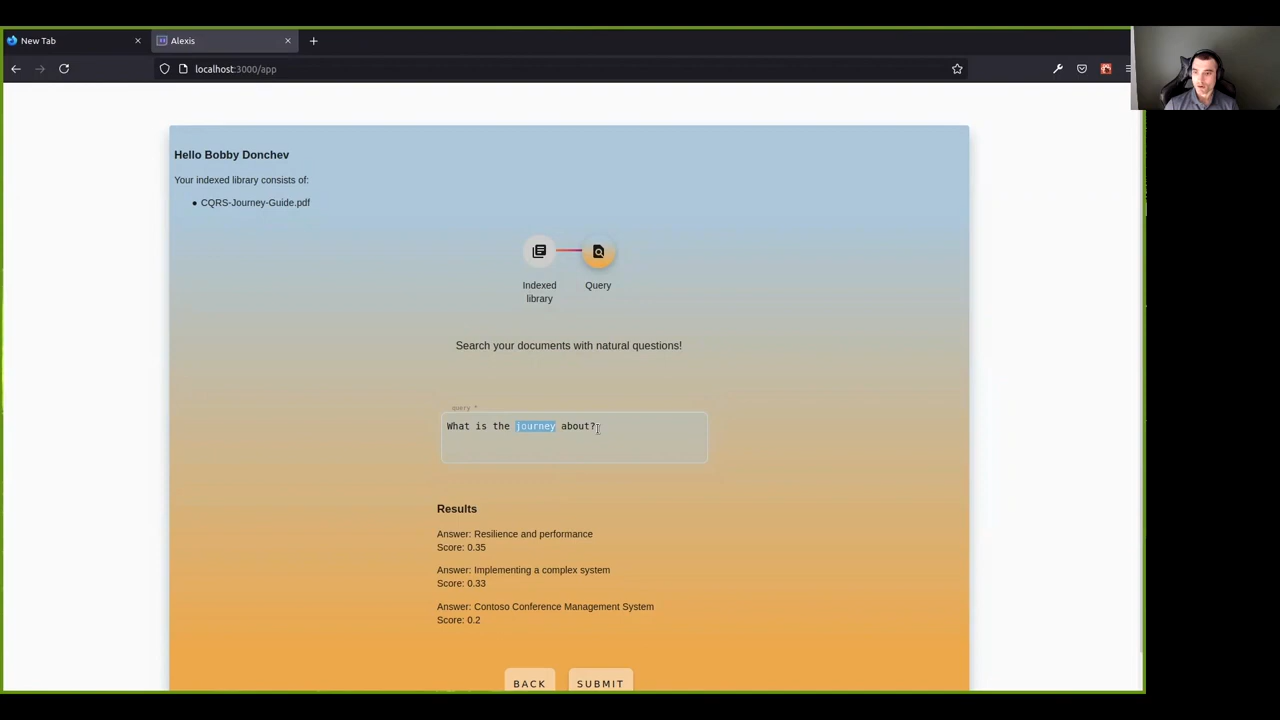 New Tab
Alexis
localhost:3000/app
Hello Bobby Donchev
Your indexed library consists of:
• CQRS-Journey-Guide.pdf
Indexed library
Query
Search your documents with natural questions!
query *
What is the journey about?
Results
Answer: Resilience and performance
Score: 0.35
Answer: Implementing a complex system
Score: 0.33
Answer: Contoso Conference Management System
Score: 0.2
BACK
SUBMIT